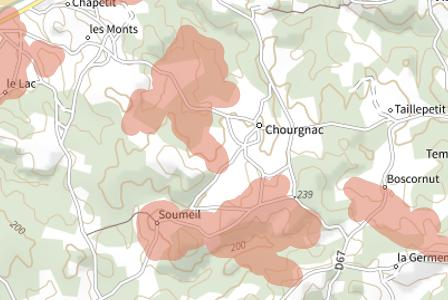 Chapetit
les Monts
le Lac
Taillepetit
Chourgnac
Tem
Boscornut
239
Soumeil
200
200
D67
la Germen